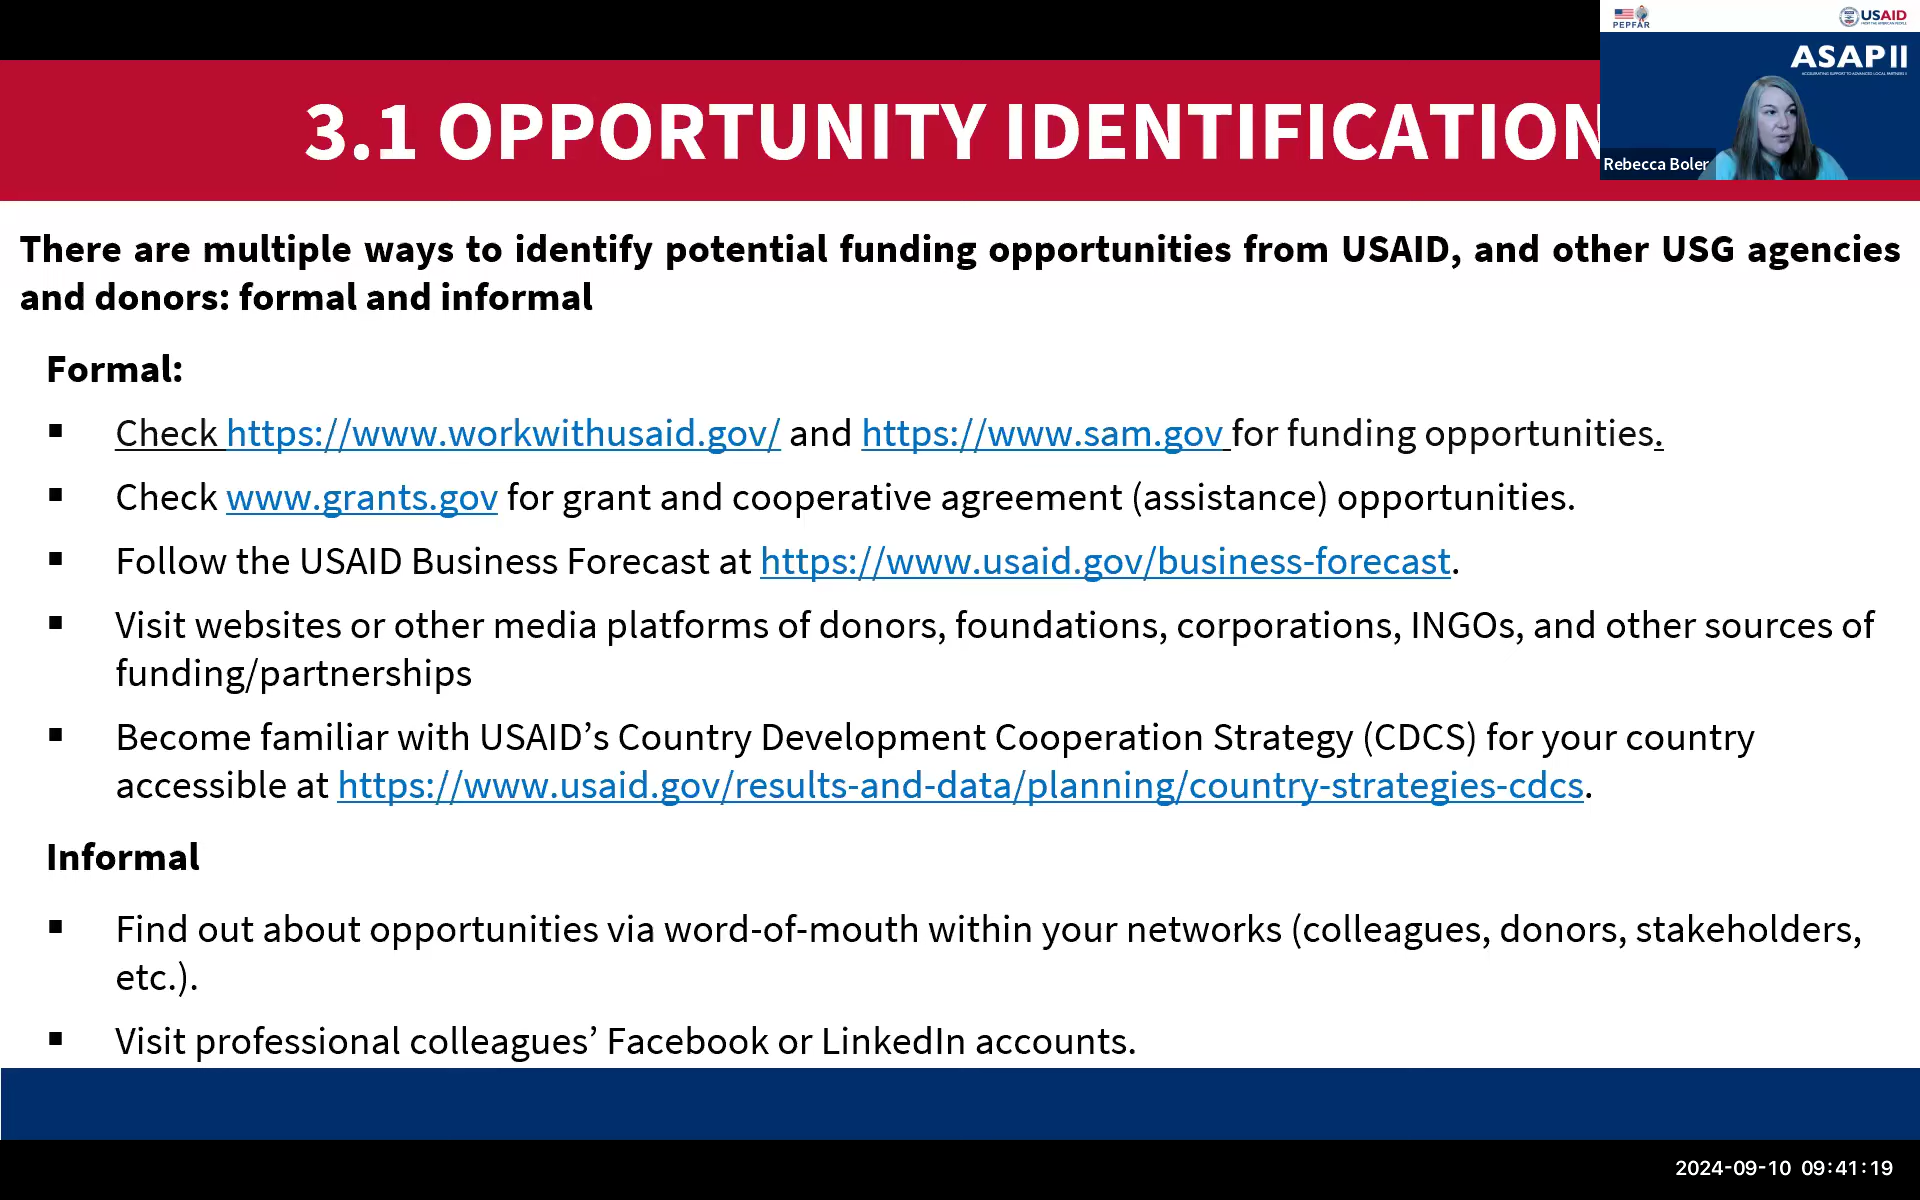 PEPFAR
USAID
FROM THE AMERICAN PEOPLE
ASAP II
ACCELERATING SUPPORT TO ADVANCED LOCAL PARTNERS II
Rebecca Boler
3.1 OPPORTUNITY IDENTIFICATION
There are multiple ways to identify potential funding opportunities from USAID, and other USG agencies
and donors: formal and informal
Formal:
▪ Check https://www.workwithusaid.gov/ and https://www.sam.gov for funding opportunities.
▪ Check www.grants.gov for grant and cooperative agreement (assistance) opportunities.
▪ Follow the USAID Business Forecast at https://www.usaid.gov/business-forecast.
▪ Visit websites or other media platforms of donors, foundations, corporations, INGOs, and other sources of
funding/partnerships
▪ Become familiar with USAID’s Country Development Cooperation Strategy (CDCS) for your country
accessible at https://www.usaid.gov/results-and-data/planning/country-strategies-cdcs.
Informal
▪ Find out about opportunities via word-of-mouth within your networks (colleagues, donors, stakeholders,
etc.).
▪ Visit professional colleagues’ Facebook or LinkedIn accounts.
2024-09-10 09:41:19